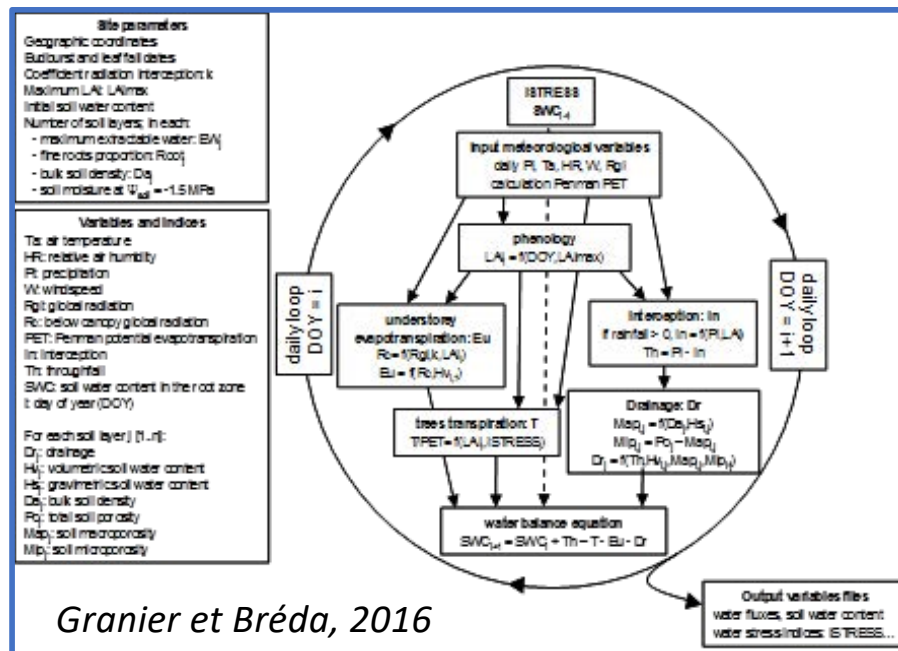 Site parameters
Geographic coordinates
Budburst and leaf fall dates
Coefficient radiation interception: k
Maximum LAI: LAImax
Initial soil water content
Number of soil layers; in each:
- maximum extractable water: EWj
- fine roots proportion: Rootj
- bulk soil density: Daj
- soil moisture at Ψsoil = -1.5 MPa
Variables and indices
Ta: air temperature
HR: relative air humidity
Pi: precipitation
W: windspeed
Rgi: global radiation
Rc: below canopy global radiation
PET: Penman potential evapotranspiration
In: interception
Th: throughfall
SWC: soil water content in the root zone
i: day of year (DOY)
For each soil layer j [1..n]:
Drj: drainage
Hvj: volumetric soil water content
Hsj: gravimetric soil water content
Daj: bulk soil density
Poj: total soil porosity
Mapj: soil macroporosity
Mipj: soil microporosity
daily loop
DOY = i
ISTRESS
SWCi-1
Input meteorological variables
daily Pi, Ta, HR, W, Rgi
calculation Penman PET
phenology
LAIi = f(DOY,LAImax)
understorey
evapotranspiration: Eu
Rc = f(Rgi,k,LAIi)
Eu = f(Rc,Hvi-1)
Interception: In
if rainfall > 0, In = f(Pi,LAI)
Th = Pi - In
trees transpiration: T
T/PET = f(LAIi,ISTRESSi)
Drainage: Dr
Mapij = f(Daj,Hsij)
Mipij = Poj – Mapij
Drj = f(Th,Hvij,Mapij,Mipij)
water balance equation
SWCi+1 = SWCi + Th – T - Eu - Dr
daily loop
DOY = i+1
Output variables files
water fluxes, soil water content
water stress indices: ISTRESS...
Granier et Bréda, 2016